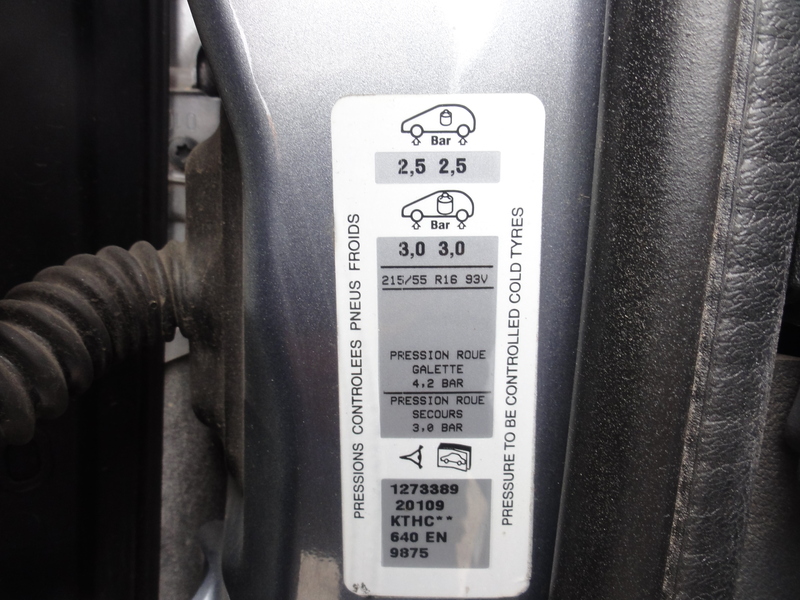 Bar
2,5 2,5
Bar
3,0 3,0
215/55 R16 93V
PRESSION ROUE
GALETTE
4,2 BAR
PRESSION ROUE
SECOURS
3,0 BAR
1273389
20109
KTHC**
640 EN
9875
PRESSIONS CONTROLEES PNEUS FROIDS
PRESSURE TO BE CONTROLLED COLD TYRES